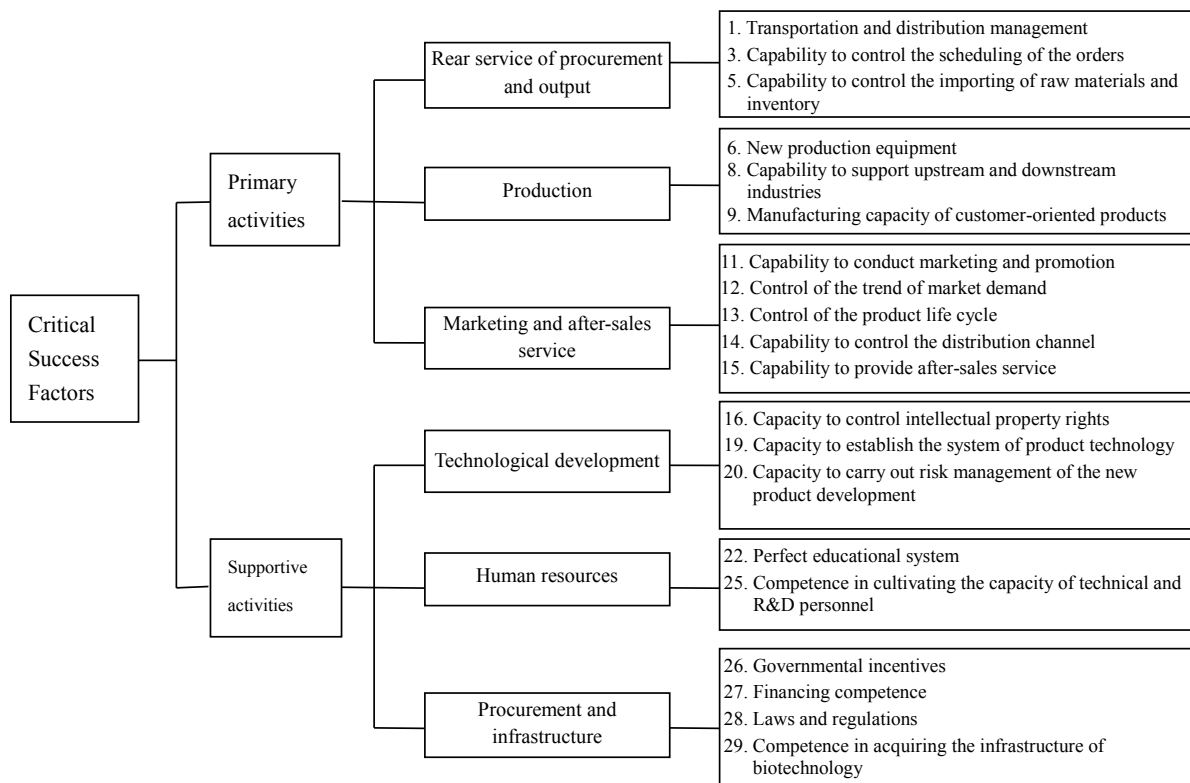 Critical
Success
Factors
Primary
activities
Supportive
activities
Rear service of procurement
and output
Production
Marketing and after-sales
service
Technological development
Human resources
Procurement and
infrastructure
1. Transportation and distribution management
3. Capability to control the scheduling of the orders
5. Capability to control the importing of raw materials and
inventory
6. New production equipment
8. Capability to support upstream and downstream
industries
9. Manufacturing capacity of customer-oriented products
11. Capability to conduct marketing and promotion
12. Control of the trend of market demand
13. Control of the product life cycle
14. Capability to control the distribution channel
15. Capability to provide after-sales service
16. Capacity to control intellectual property rights
19. Capacity to establish the system of product technology
20. Capacity to carry out risk management of the new
product development
22. Perfect educational system
25. Competence in cultivating the capacity of technical and
R&D personnel
26. Governmental incentives
27. Financing competence
28. Laws and regulations
29. Competence in acquiring the infrastructure of
biotechnology